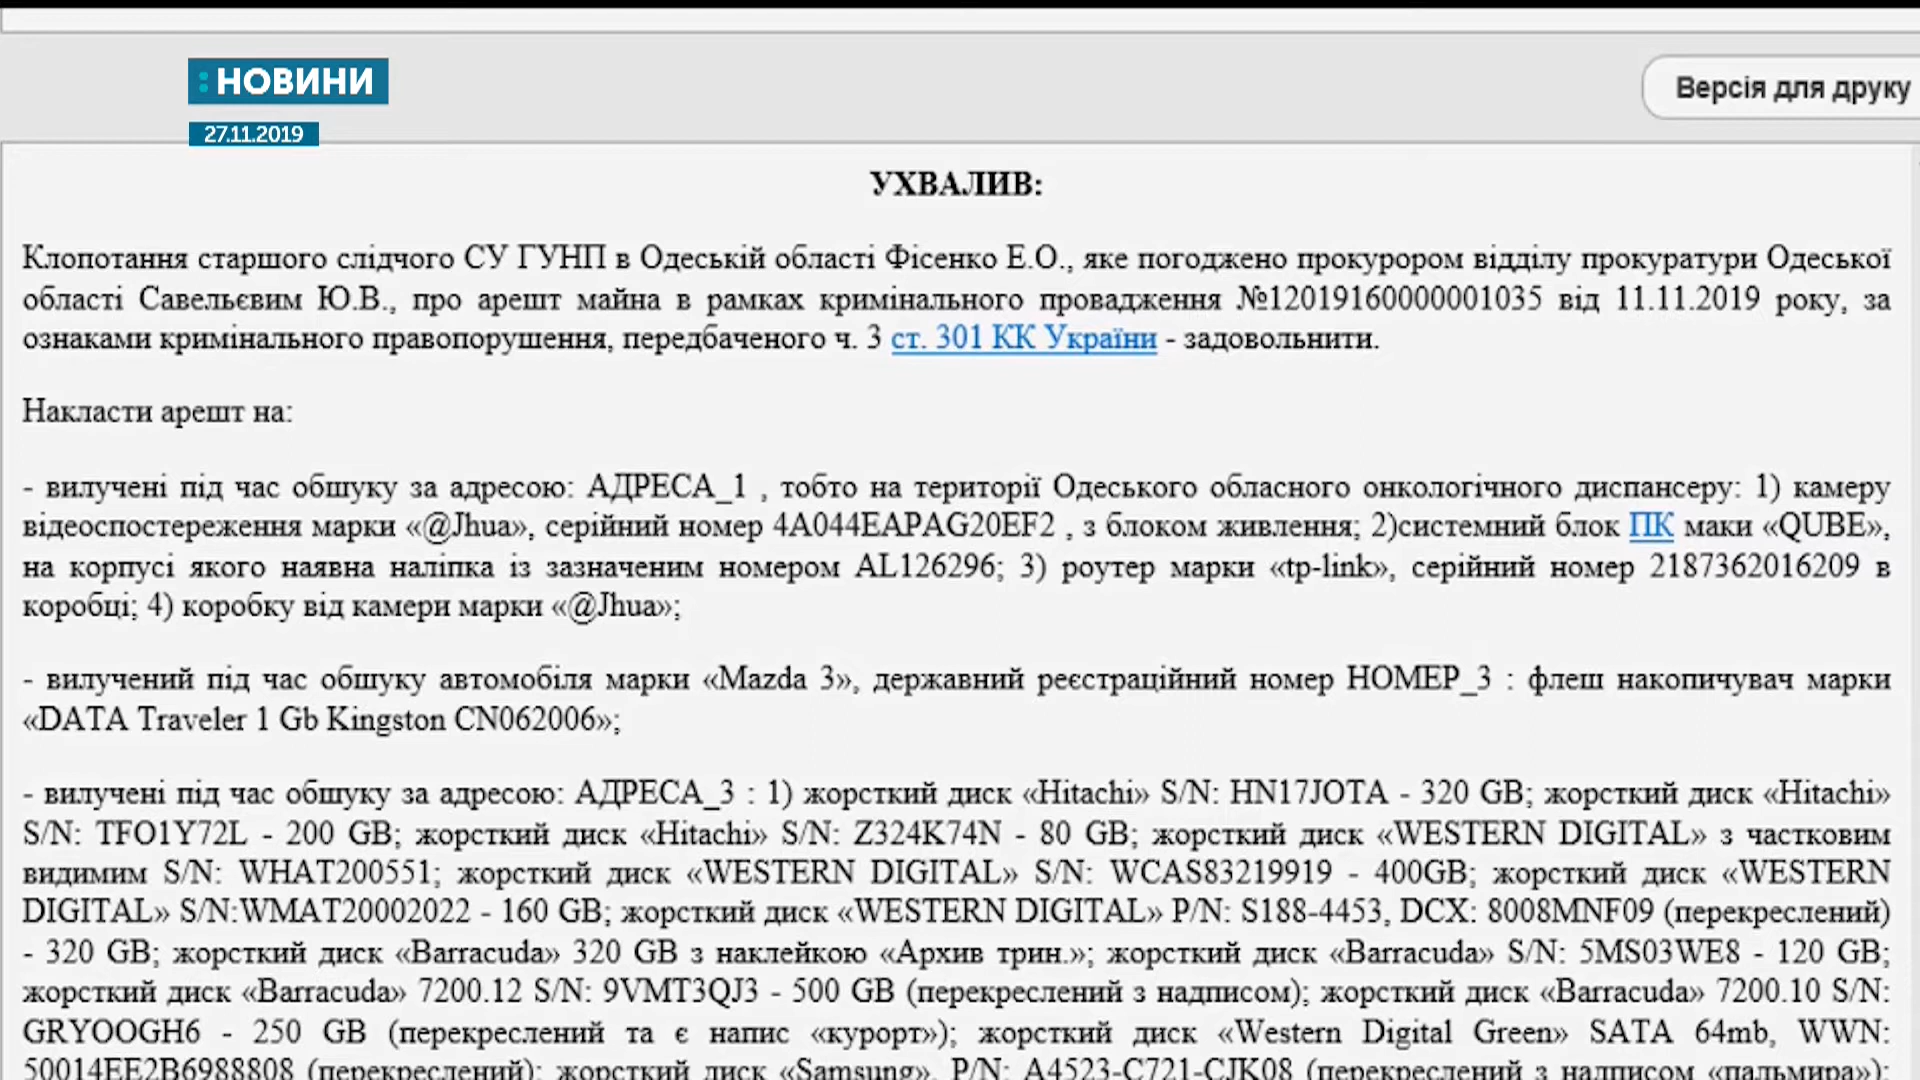 НОВИНИ
27.11.2019
Версія для друку
УХВАЛИВ:
Клопотання старшого слідчого СУ ГУНП в Одеській області Фісенко Е.О., яке погоджено прокурором відділу прокуратури Одеської
області Савельєвим Ю.В., про арешт майна в рамках кримінального провадження №12019160000001035 від 11.11.2019 року, за
ознаками кримінального правопорушення, передбаченого ч. 3 ст. 301 КК України - задовольнити.
Накласти арешт на:
- вилучені під час обшуку за адресою: АДРЕСА_1 , тобто на території Одеського обласного онкологічного диспансеру: 1) камеру
відеоспостереження марки «@Jhua», серійний номер 4A044EAPAG20EF2 , з блоком живлення; 2)системний блок ПК маки «QUBE»,
на корпусі якого наявна наліпка із зазначеним номером AL126296; 3) роутер марки «tp-link», серійний номер 2187362016209 в
коробці; 4) коробку від камери марки «@Jhua»;
- вилучений під час обшуку автомобіля марки «Mazda 3», державний реєстраційний номер НОМЕР_3 : флеш накопичувач марки
«DATA Traveler 1 Gb Kingston CN062006»;
- вилучені під час обшуку за адресою: АДРЕСА_3 : 1) жорсткий диск «Hitachi» S/N: HN17JOTA - 320 GB; жорсткий диск «Hitachi»
S/N: TFO1Y72L - 200 GB; жорсткий диск «Hitachi» S/N: Z324K74N - 80 GB; жорсткий диск «WESTERN DIGITAL» з частковим
видимим S/N: WHAT200551; жорсткий диск «WESTERN DIGITAL» S/N: WCAS83219919 - 400GB; жорсткий диск «WESTERN
DIGITAL» S/N:WMAT20002022 - 160 GB; жорсткий диск «WESTERN DIGITAL» P/N: S188-4453, DCX: 8008MNF09 (перекреслений)
- 320 GB; жорсткий диск «Barracuda» 320 GB з наклейкою «Архив трин.»; жорсткий диск «Barracuda» S/N: 5MS03WE8 - 120 GB;
жорсткий диск «Barracuda» 7200.12 S/N: 9VMT3QJ3 - 500 GB (перекреслений з надписом); жорсткий диск «Barracuda» 7200.10 S/N:
GRYOOGH6 - 250 GB (перекреслений та є напис «курорт»); жорсткий диск «Western Digital Green» SATA 64mb, WWN:
50014EE2B6988808 (перекреслений); жорсткий диск «Samsung», P/N: A4523-C721-CJK08 (перекреслений з надписом «пальмира»);